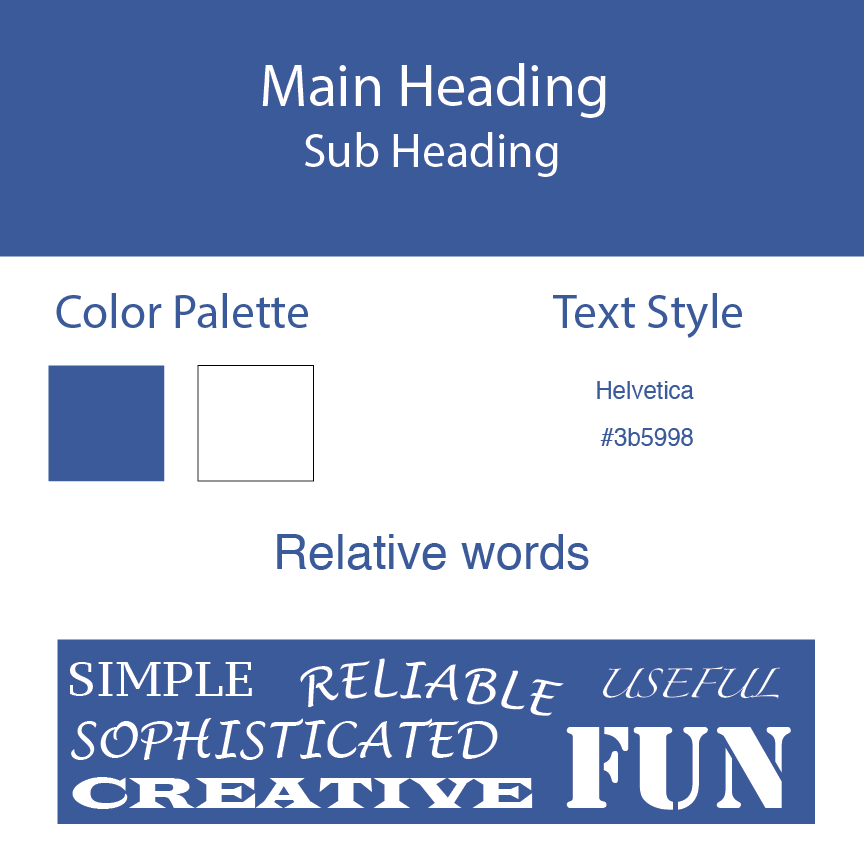 Main Heading
Sub Heading
Color Palette
Text Style
Helvetica
#3b5998
Relative words
SIMPLE RELIABLE USEFUL
SOPHISTICATED FUN
CREATIVE